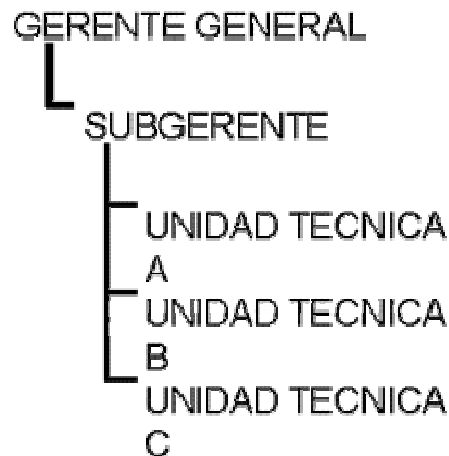 GERENTE GENERAL
SUBGERENTE
UNIDAD TECNICA
A
UNIDAD TECNICA
B
UNIDAD TECNICA
C